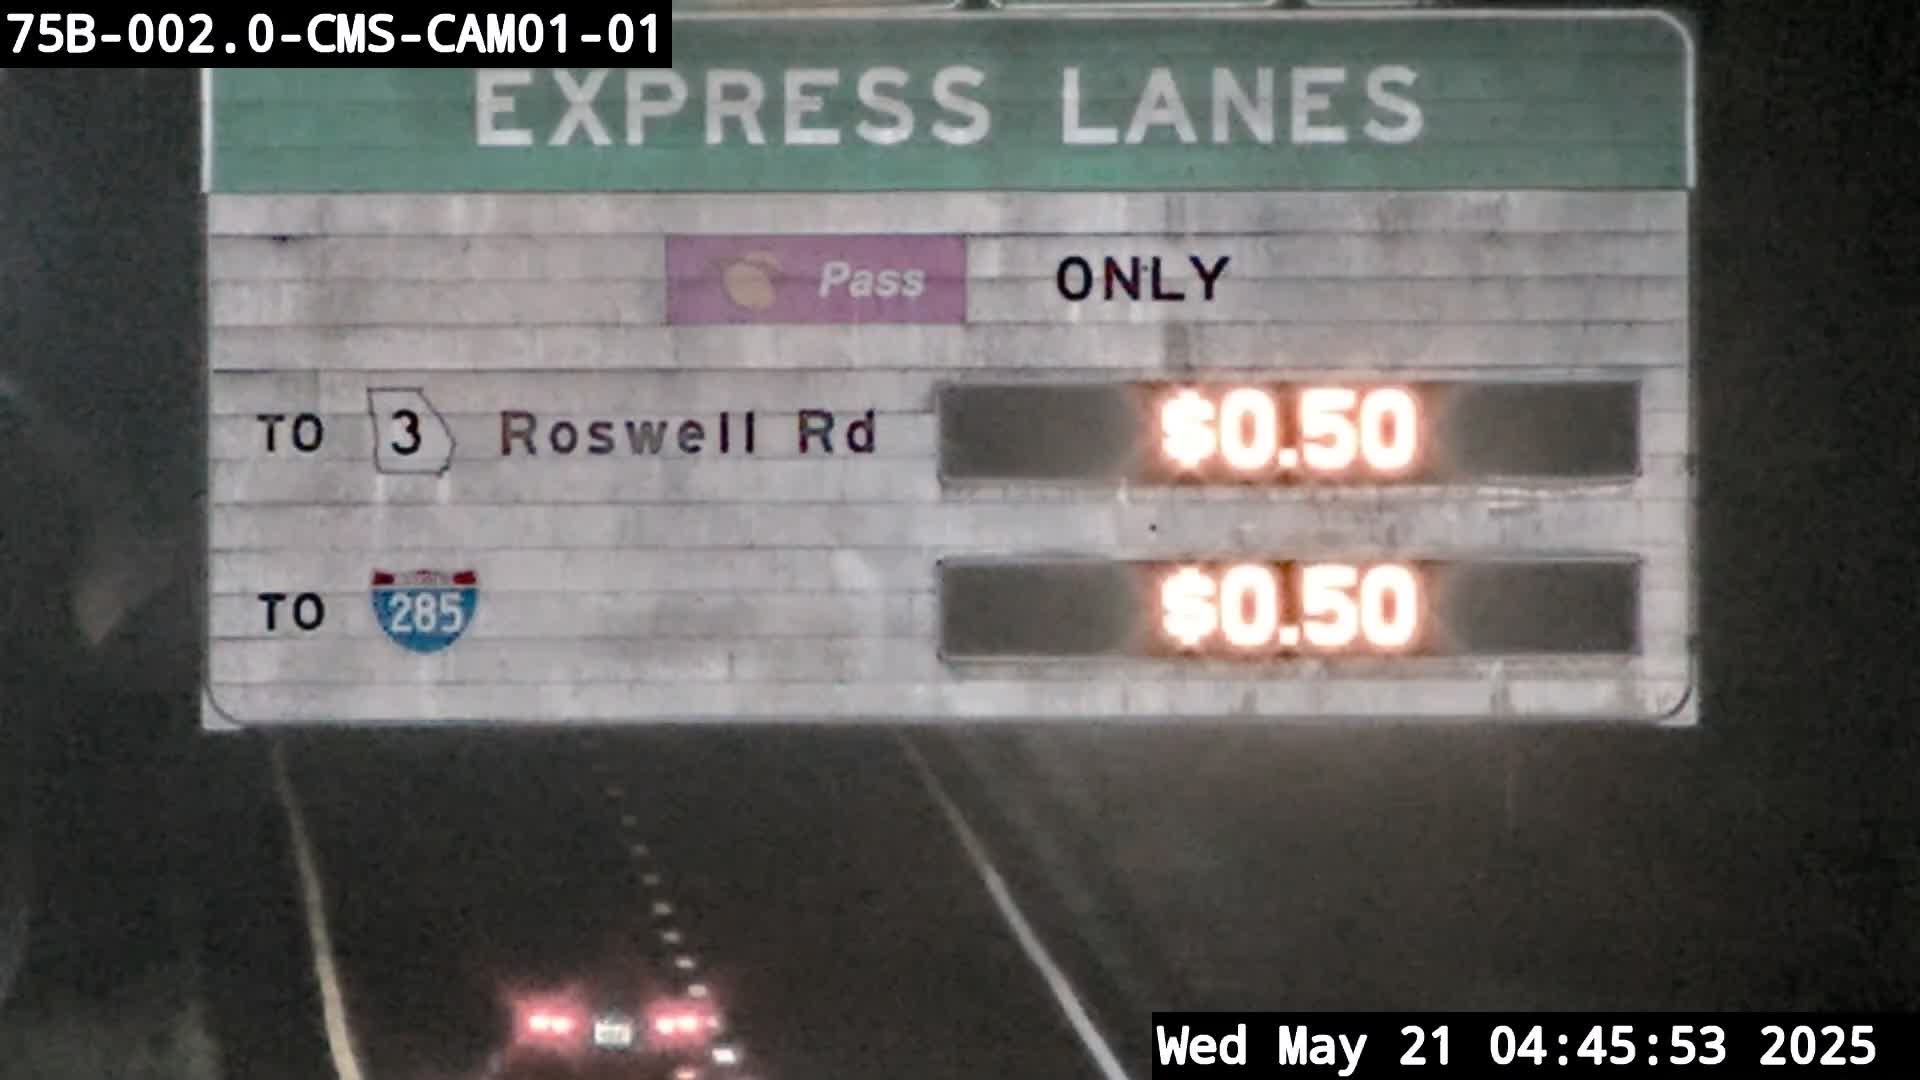 75B-002.0-CMS-CAM01-01
EXPRESS LANES
Pass ONLY
TO 3 Roswell Rd $0.50
TO 285 $0.50
Wed May 21 04:45:53 2025